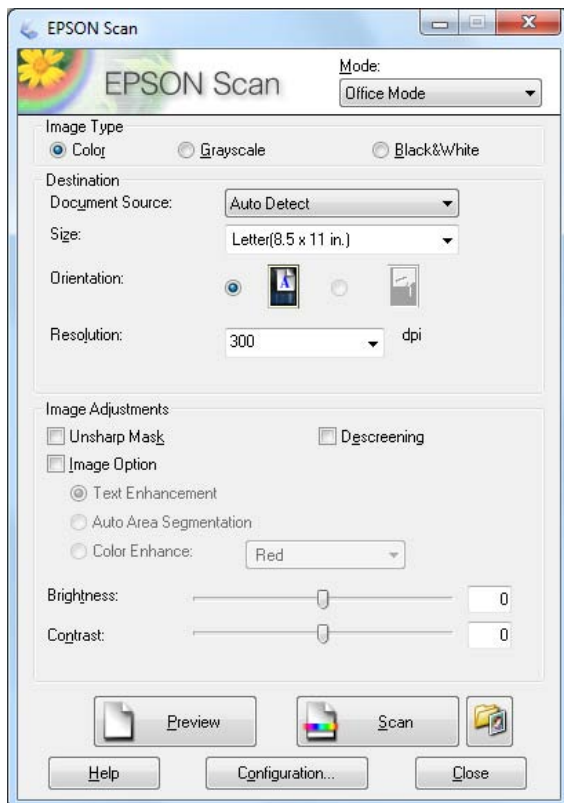 EPSON Scan
EPSON Scan
Mode:
Office Mode
Image Type
Color
Grayscale
Black&White
Destination
Document Source:
Auto Detect
Size:
Letter(8.5 x 11 in.)
Orientation:
A
Resolution:
300
dpi
Image Adjustments
Unsharp Mask
Descreening
Image Option
Text Enhancement
Auto Area Segmentation
Color Enhance:
Red
Brightness:
0
Contrast:
0
Preview
Scan
Help
Configuration...
Close